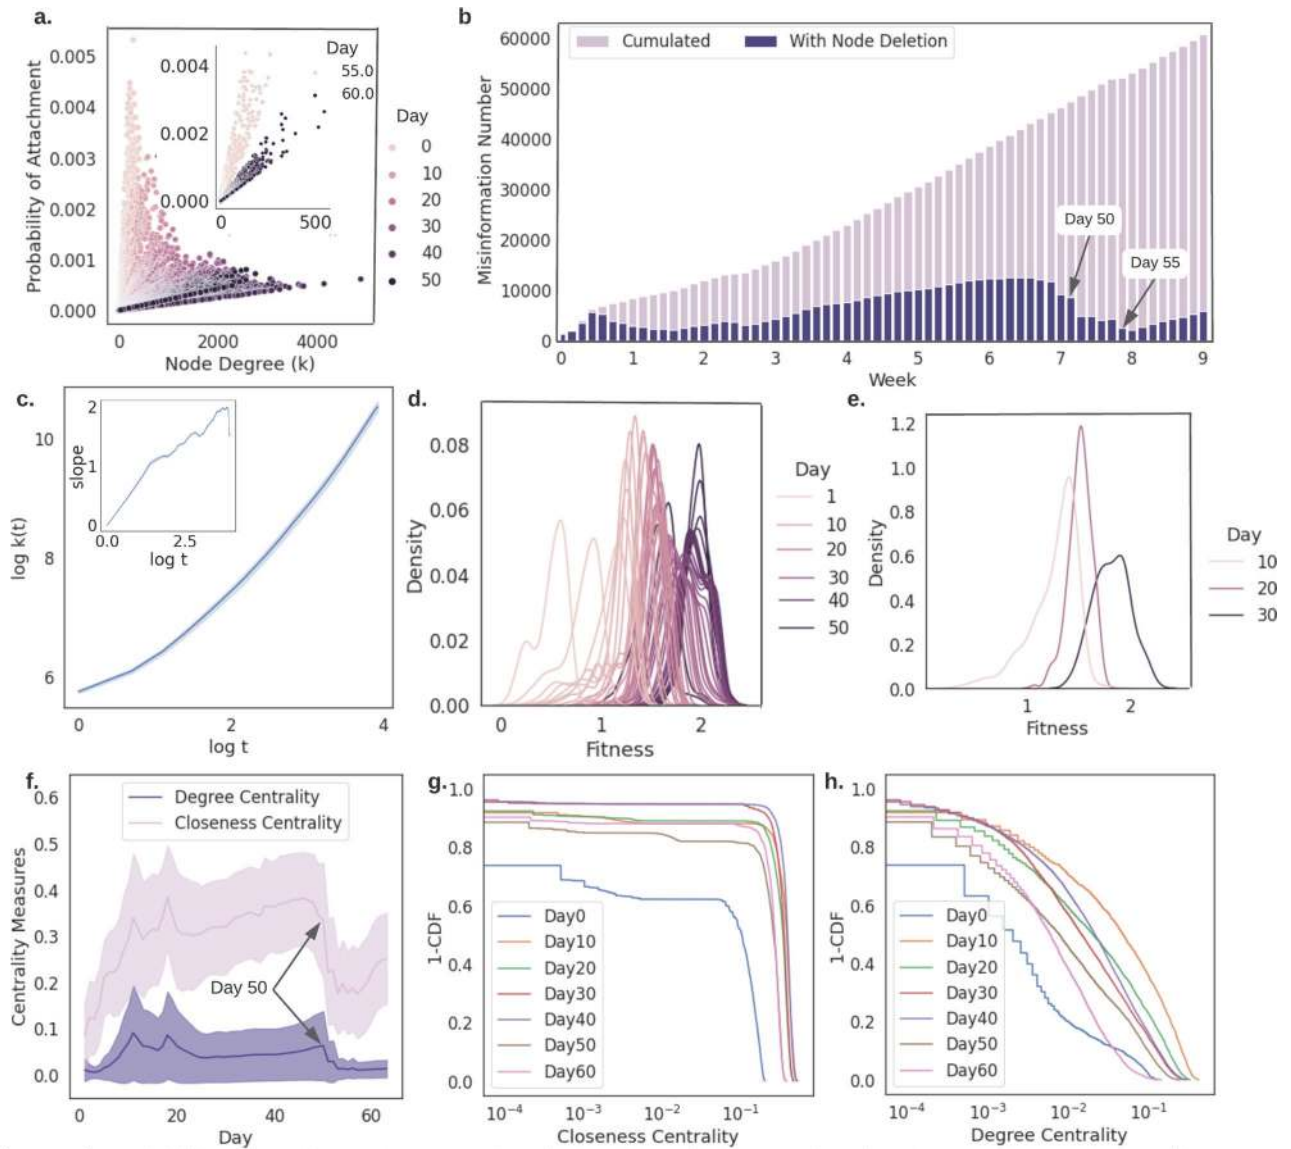 a.
Probability of Attachment
0.005
0.004
0.003
0.002
0.001
0.000
0 2000 4000
Node Degree (k)
0.004
0.002
0.000
0 500
Day
55.0
60.0
Day
0
10
20
30
40
50
b.
Misinformation Number
60000
50000
40000
30000
20000
10000
0
Cumulated With Node Deletion
Day 50
Day 55
0 1 2 3 4 5 6 7 8 9
Week
c.
log k(t)
10
8
6
0 2 4
log t
slope
2
1
0
0.0 2.5
log t
d.
Density
0.08
0.06
0.04
0.02
0.00
0 1 2
Fitness
Day
1
10
20
30
40
50
e.
Density
1.2
1.0
0.8
0.6
0.4
0.2
0.0
1 2
Fitness
Day
10
20
30
f.
Centrality Measures
0.6
0.5
0.4
0.3
0.2
0.1
0.0
Degree Centrality
Closeness Centrality
Day 50
0 20 40 60
Day
g.
1-CDF
1.0
0.8
0.6
0.4
0.2
0.0
Day0
Day10
Day20
Day30
Day40
Day50
Day60
10⁻⁴ 10⁻³ 10⁻² 10⁻¹
Closeness Centrality
h.
1-CDF
1.0
0.8
0.6
0.4
0.2
0.0
Day0
Day10
Day20
Day30
Day40
Day50
Day60
10⁻⁴ 10⁻³ 10⁻² 10⁻¹
Degree Centrality